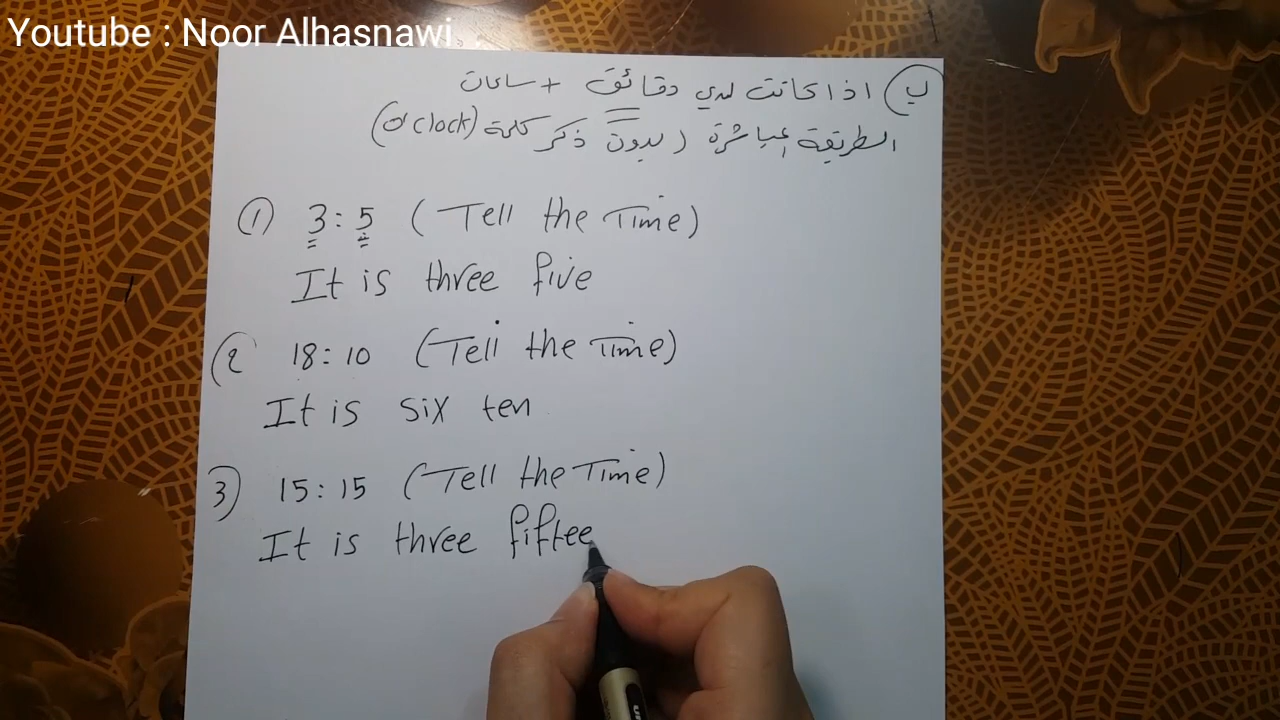 Youtube : Noor Alhasnawi
ب) اذا كانت لدي دقائق + ساعات
الطريقة المباشرة (بدون ذكر كلمة (o'clock)
① 3:5 (Tell the Time)
It is three five
(2 18:10 (Tell the Time)
It is six ten
3) 15:15 (Tell the Time)
It is three fiftee